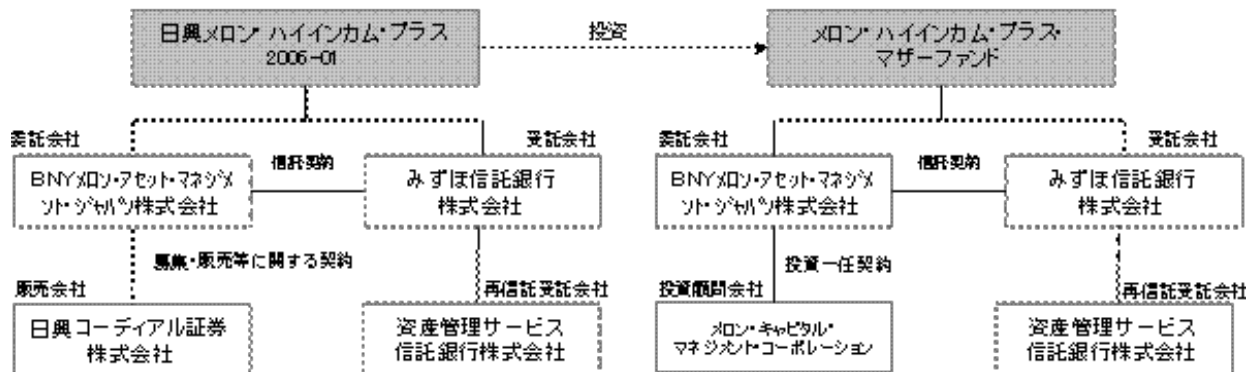 日興メロン・ハイインカム・プラス
2006-01
投資
メロン・ハイインカム・プラス・
マザーファンド
委託会社
受託会社
委託会社
受託会社
BNYメロン・アセット・マネジメ
ント・ジャパン株式会社
信託契約
みずほ信託銀行
株式会社
BNYメロン・アセット・マネジメ
ント・ジャパン株式会社
信託契約
みずほ信託銀行
株式会社
募集・販売等に関する契約
投資一任契約
販売会社
再信託受託会社
投資顧問会社
再信託受託会社
日興コーディアル証券
株式会社
資産管理サービス
信託銀行株式会社
メロン・キャピタル・
マネジメント・コーポレーション
資産管理サービス
信託銀行株式会社